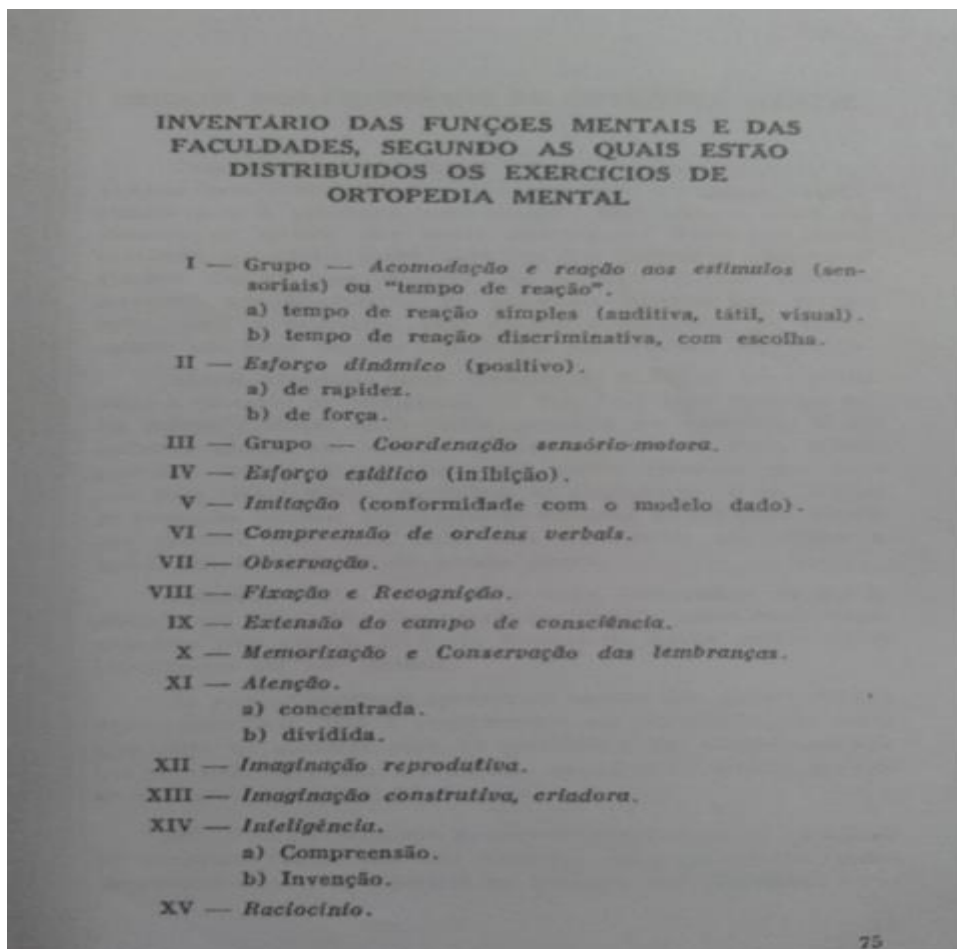 INVENTÁRIO DAS FUNÇÕES MENTAIS E DAS
FACULDADES, SEGUNDO AS QUAIS ESTÃO
DISTRIBUÍDOS OS EXERCÍCIOS DE
ORTOPEDIA MENTAL
I — Grupo — Acomodação e reação aos estímulos (sen-
soriais) ou "tempo de reação".
a) tempo de reação simples (auditiva, tátil, visual).
b) tempo de reação discriminativa, com escolha.
II — Esforço dinâmico (positivo).
a) de rapidez.
b) de força.
III — Grupo — Coordenação sensório-motora.
IV — Esforço estático (inibição).
V — Imitação (conformidade com o modelo dado).
VI — Compreensão de ordens verbais.
VII — Observação.
VIII — Fixação e Recognição.
IX — Extensão do campo de consciência.
X — Memorização e Conservação das lembranças.
XI — Atenção.
a) concentrada.
b) dividida.
XII — Imaginação reprodutiva.
XIII — Imaginação construtiva, criadora.
XIV — Inteligência.
a) Compreensão.
b) Invenção.
XV — Raciocínio.
75